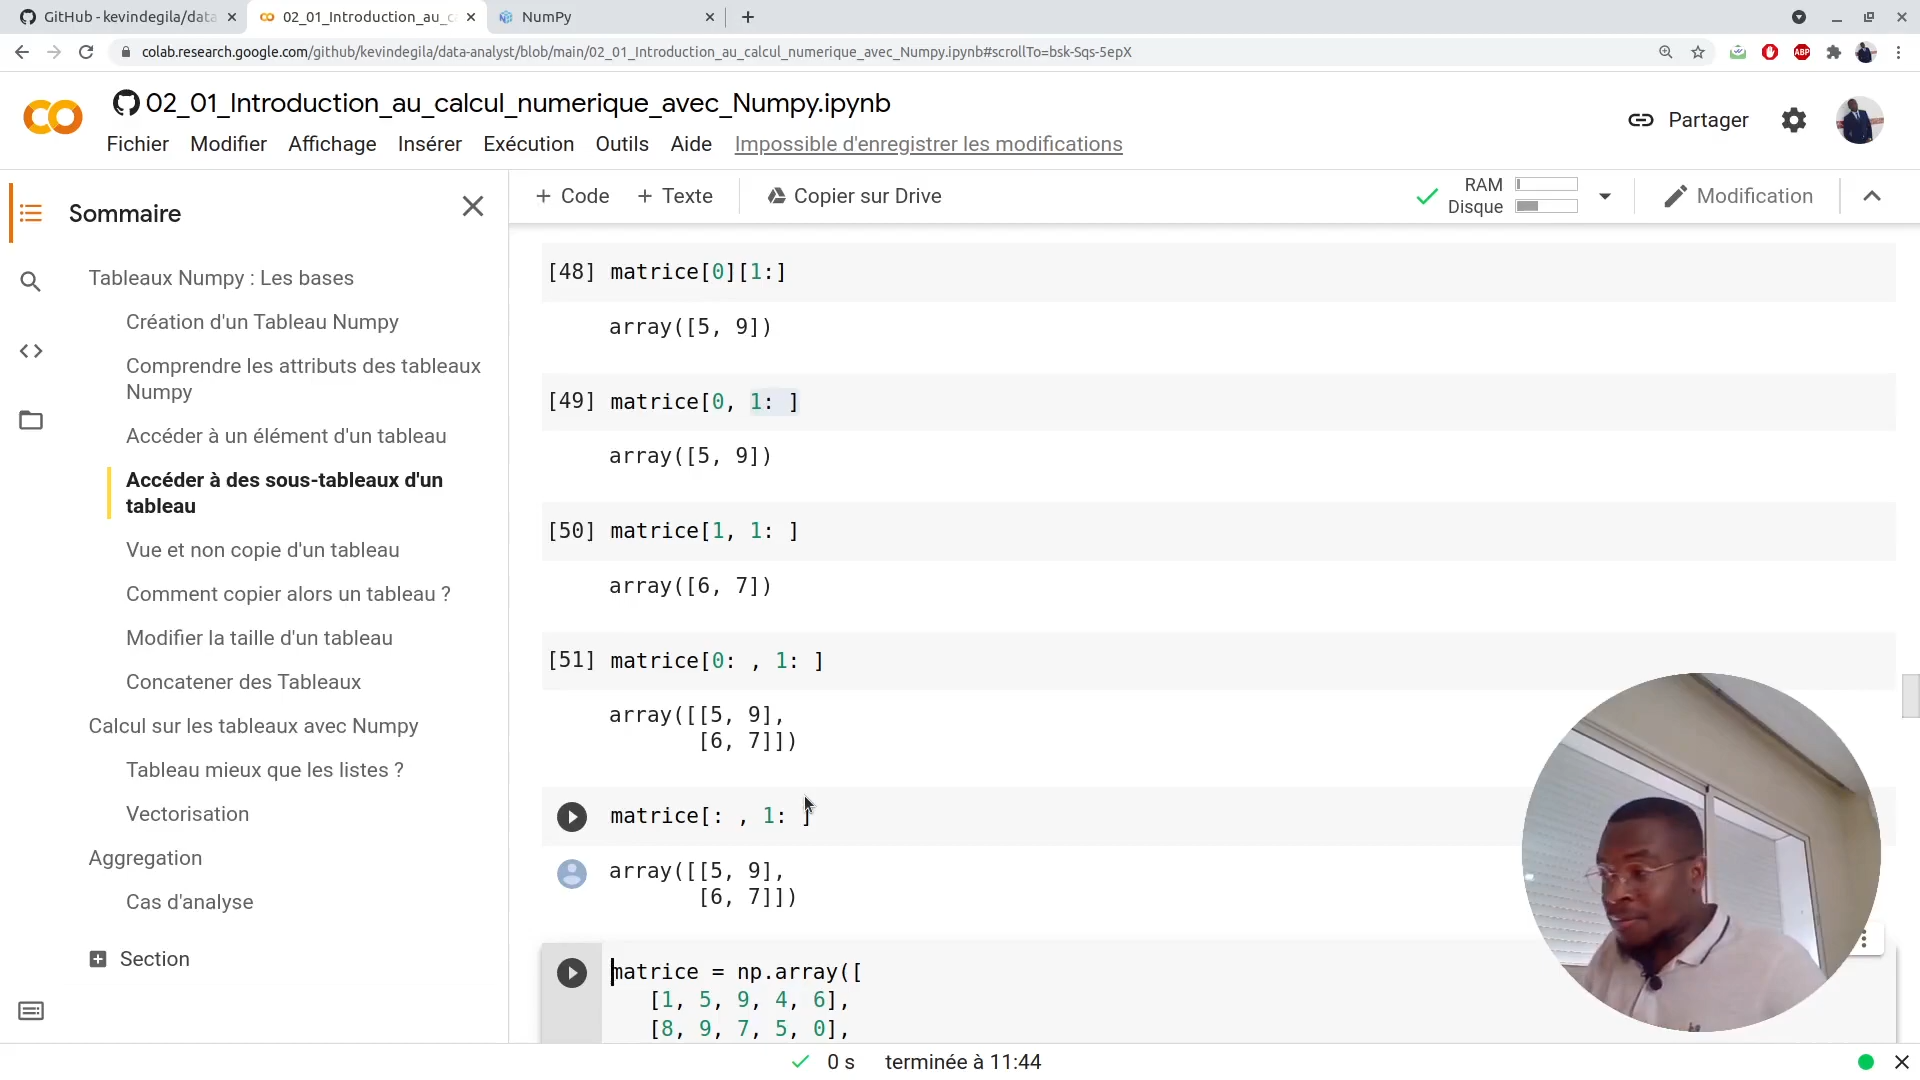 GitHub - kevindegila/data
02_01_Introduction_au_c
NumPy
colab.research.google.com/github/kevindegila/data-analyst/blob/main/02_01_Introduction_au_calcul_numerique_avec_Numpy.ipynb#scrollTo=bsk-Sqs-5epX
ABP
02_01_Introduction_au_calcul_numerique_avec_Numpy.ipynb
Fichier Modifier Affichage Insérer Exécution Outils Aide Impossible d'enregistrer les modifications
Partager
+ Code + Texte Copier sur Drive
RAM
Disque
Modification
Sommaire
Tableaux Numpy : Les bases
Création d'un Tableau Numpy
Comprendre les attributs des tableaux
Numpy
Accéder à un élément d'un tableau
Accéder à des sous-tableaux d'un
tableau
Vue et non copie d'un tableau
Comment copier alors un tableau ?
Modifier la taille d'un tableau
Concatener des Tableaux
Calcul sur les tableaux avec Numpy
Tableau mieux que les listes ?
Vectorisation
Aggregation
Cas d'analyse
Section
[48] matrice[0][1:]
array([5, 9])
[49] matrice[0, 1: ]
array([5, 9])
[50] matrice[1, 1: ]
array([6, 7])
[51] matrice[0: , 1: ]
array([[5, 9],
[6, 7]])
matrice[: , 1: ]
array([[5, 9],
[6, 7]])
matrice = np.array([
[1, 5, 9, 4, 6],
[8, 9, 7, 5, 0],
0 s terminée à 11:44